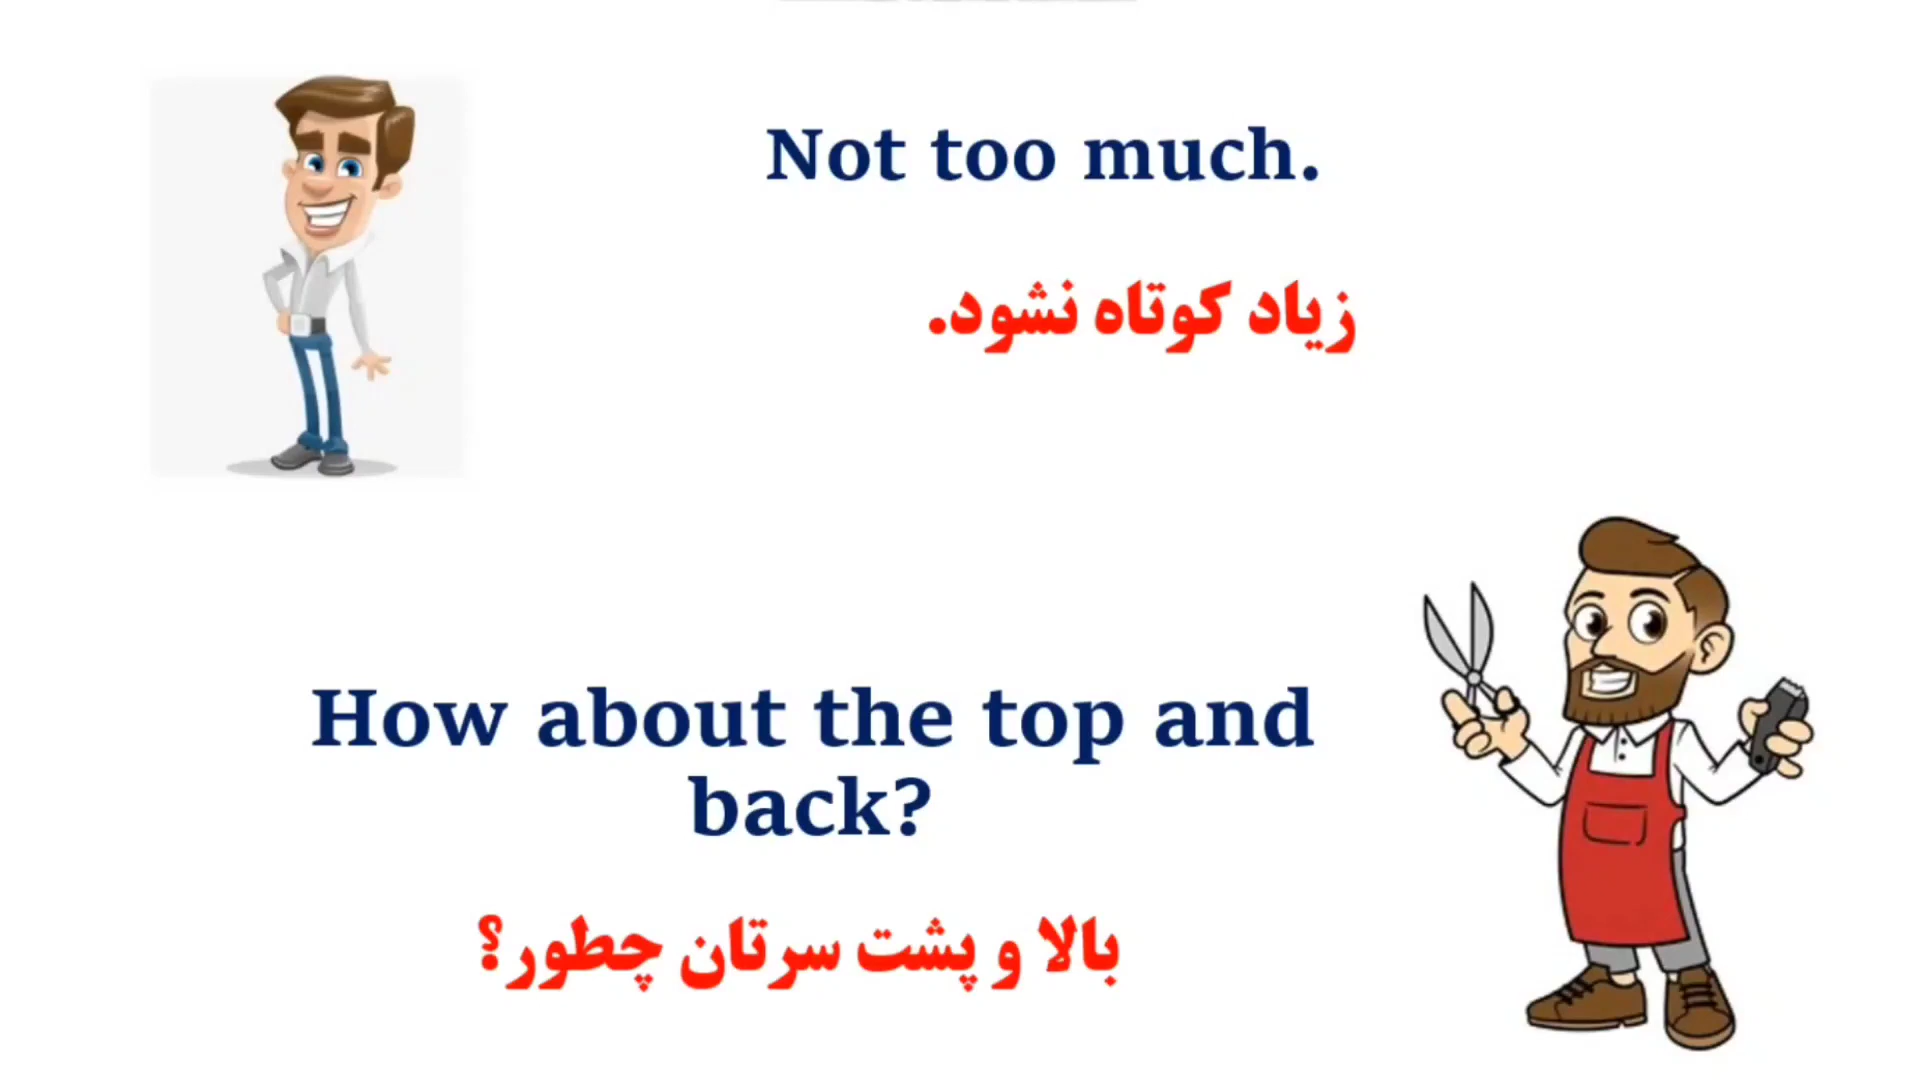 Not too much.
زیاد کوتاه نشود.
How about the top and
back?
بالا و پشت سرتان چطور؟